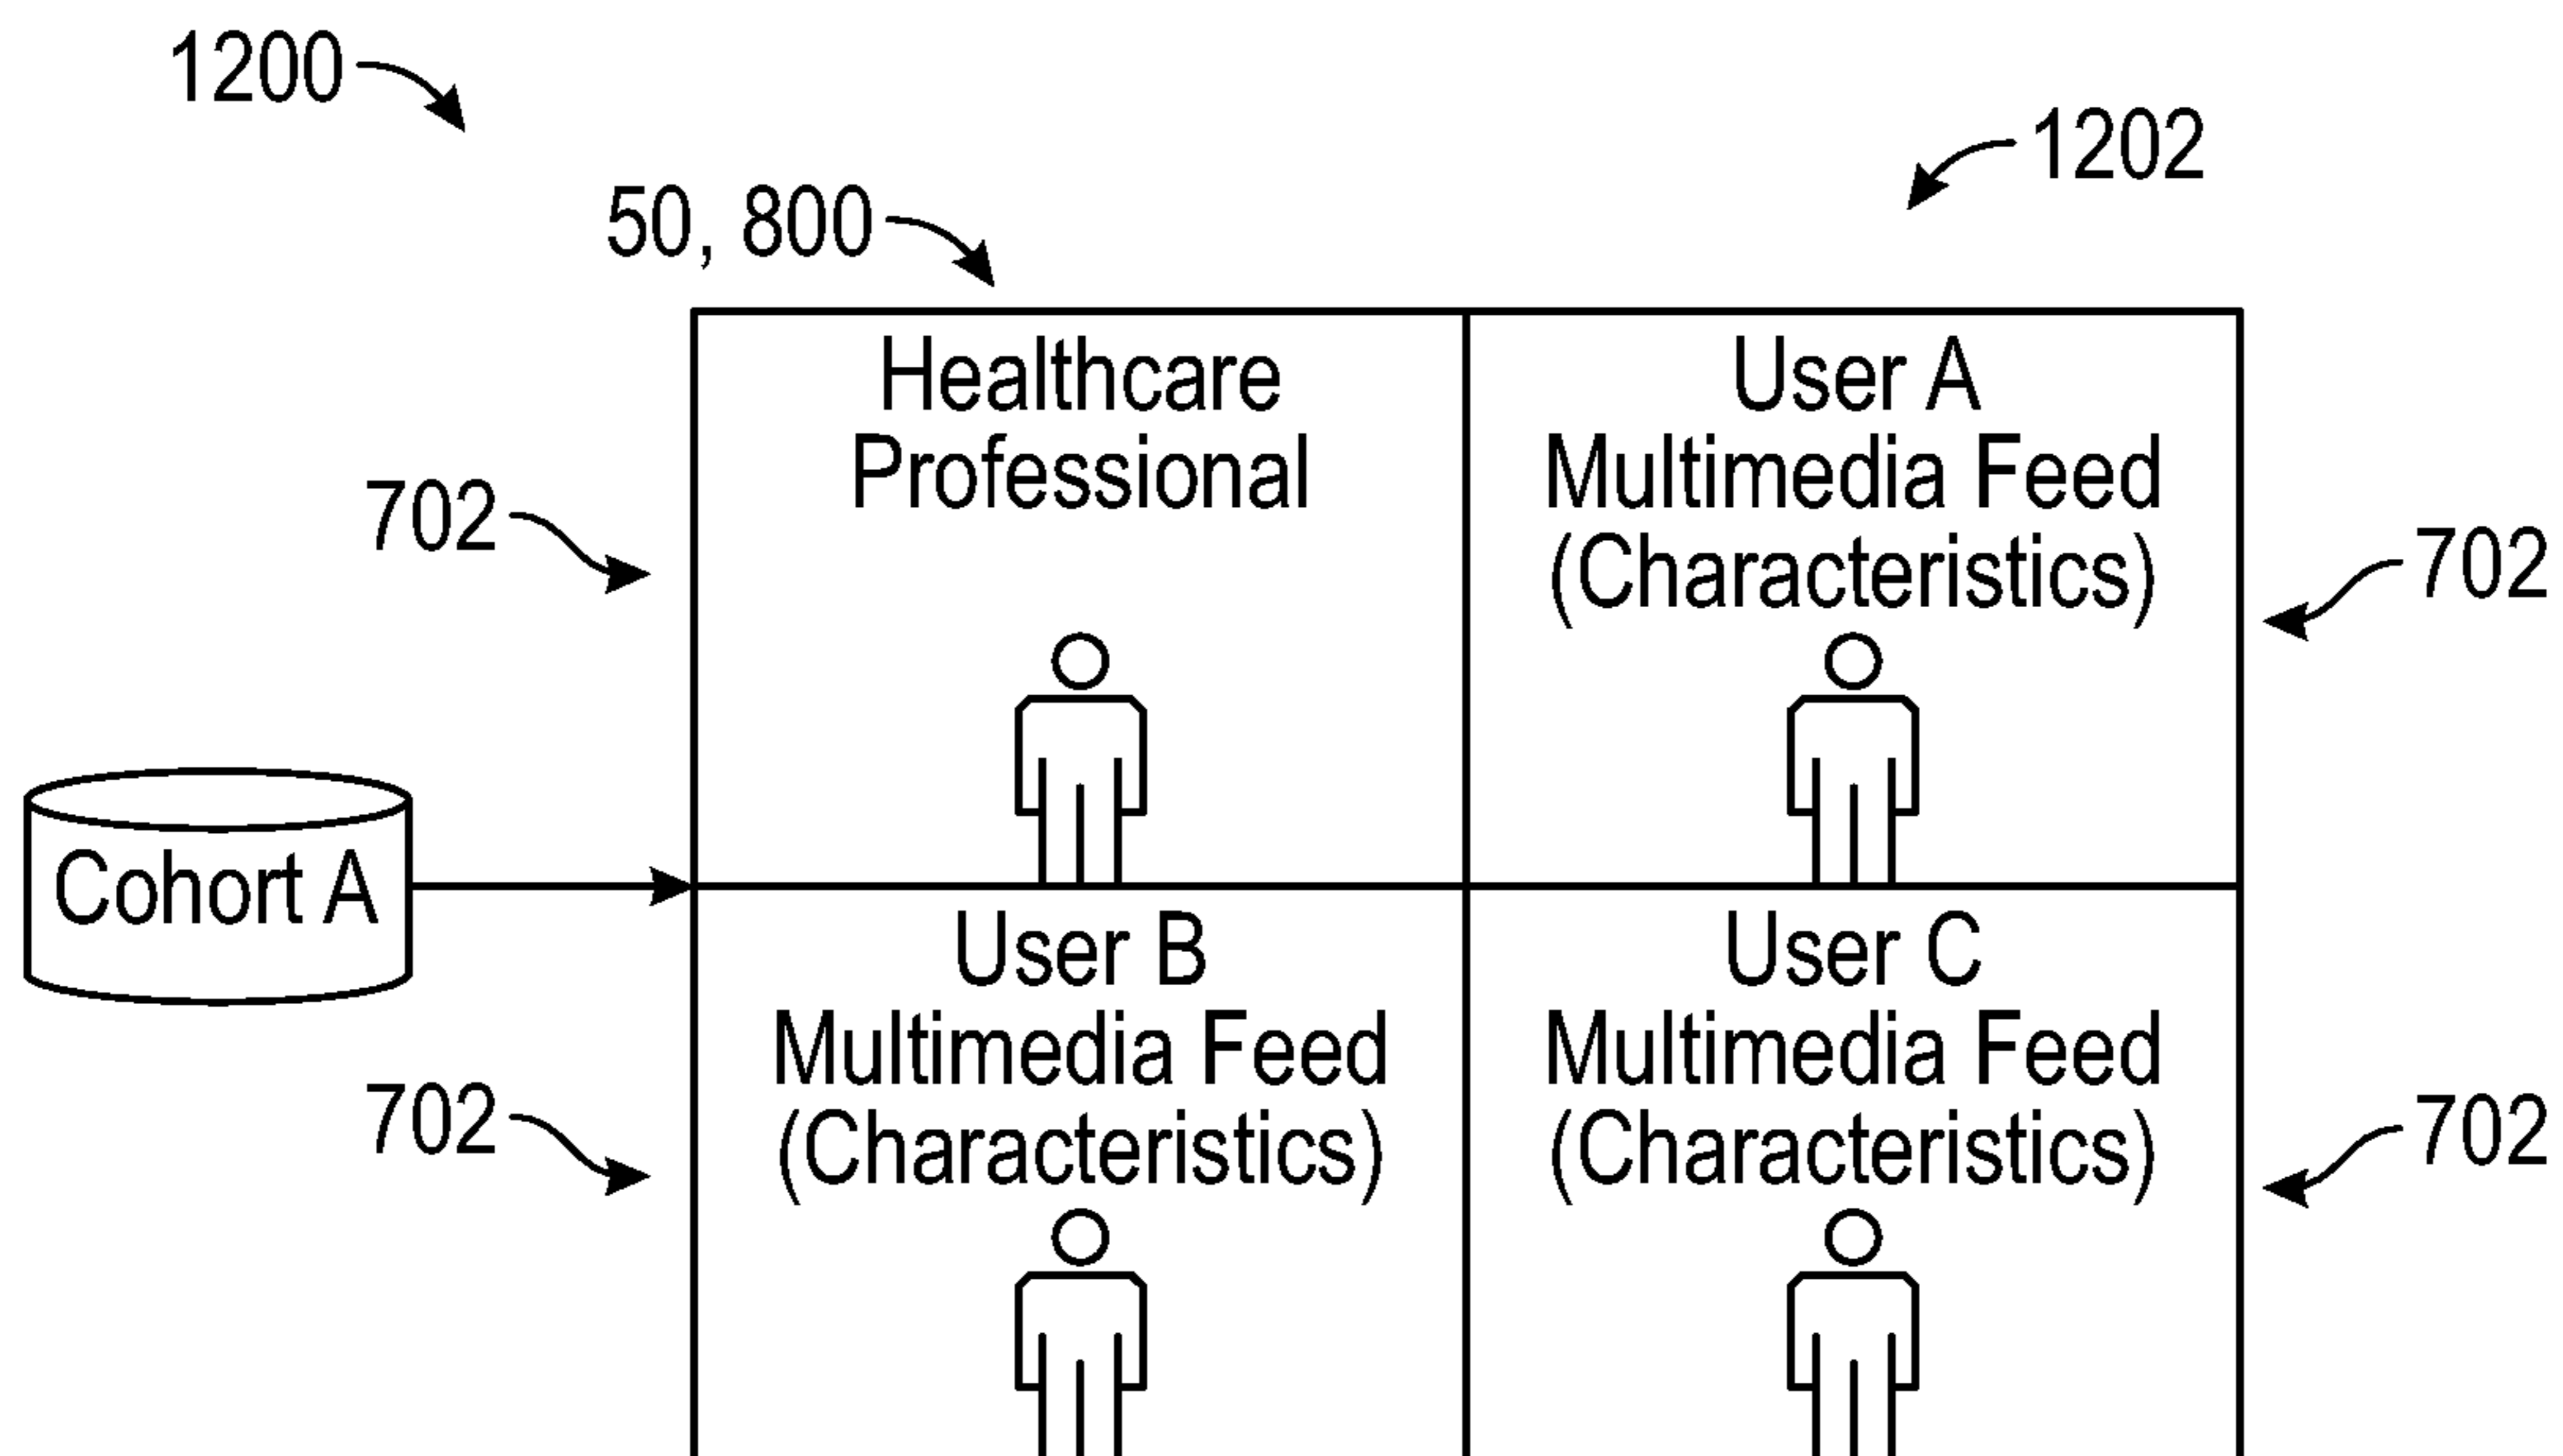 1200
1202
50, 800
Healthcare
Professional
User A
Multimedia Feed
(Characteristics)
702
702
Cohort A
User B
Multimedia Feed
(Characteristics)
User C
Multimedia Feed
(Characteristics)
702
702